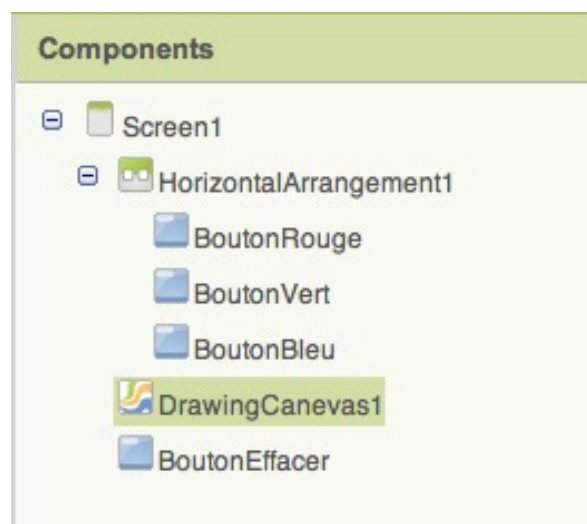 Components
Screen1
HorizontalArrangement1
BoutonRouge
BoutonVert
BoutonBleu
DrawingCanevas1
BoutonEffacer